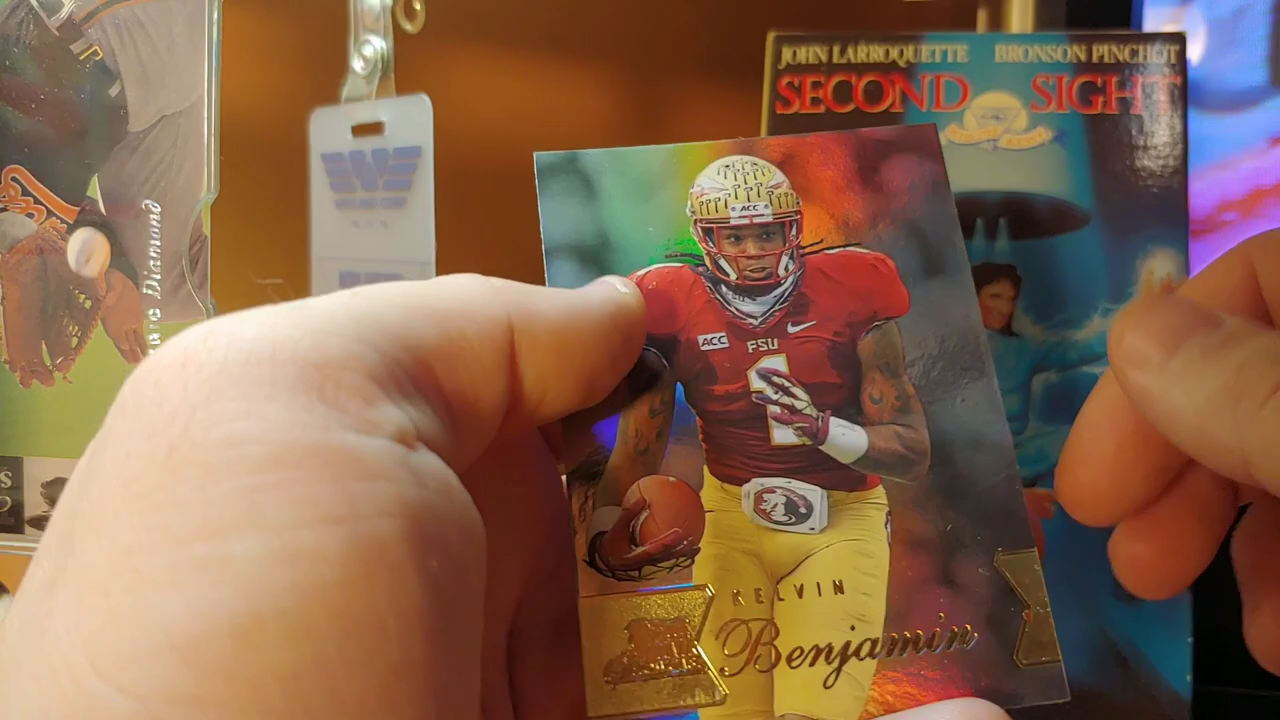 JOHN LARROQUETTE BRONSON PINCHOT
SECOND SIGHT
ACC
ACC
FSU
1
KELVIN
Benjamin
Diamond